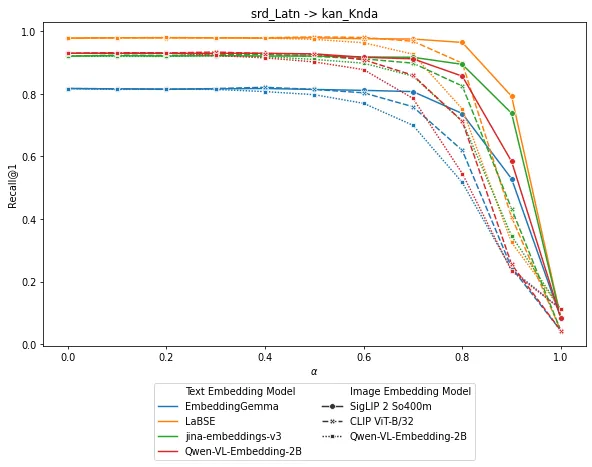 srd_Latn -> kan_Knda
1.0
0.8
0.6
0.4
0.2
0.0
Recall@1
0.0 0.2 0.4 0.6 0.8 1.0
α
Text Embedding Model Image Embedding Model
EmbeddingGemma SigLIP 2 So400m
LaBSE CLIP ViT-B/32
jina-embeddings-v3 Qwen-VL-Embedding-2B
Qwen-VL-Embedding-2B